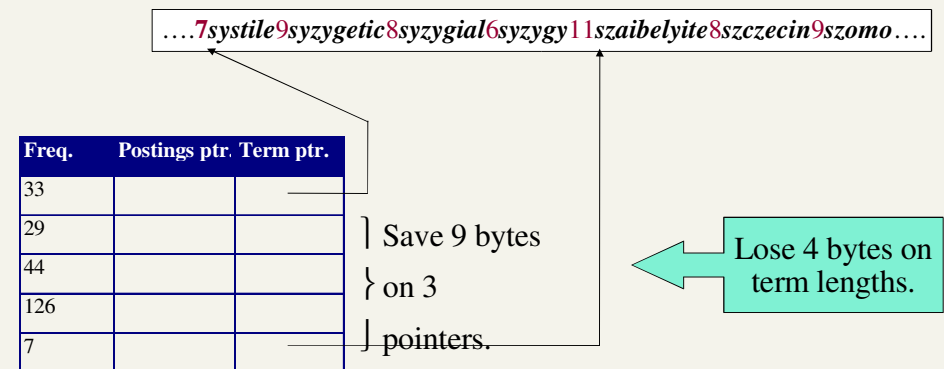 ….7systile9syzygetic8syzygial6syzygy11szaibelyite8szczecin9szomo….
Freq. Postings ptr. Term ptr.
33
29
44
126
7
Save 9 bytes
on 3
pointers.
Lose 4 bytes on
term lengths.